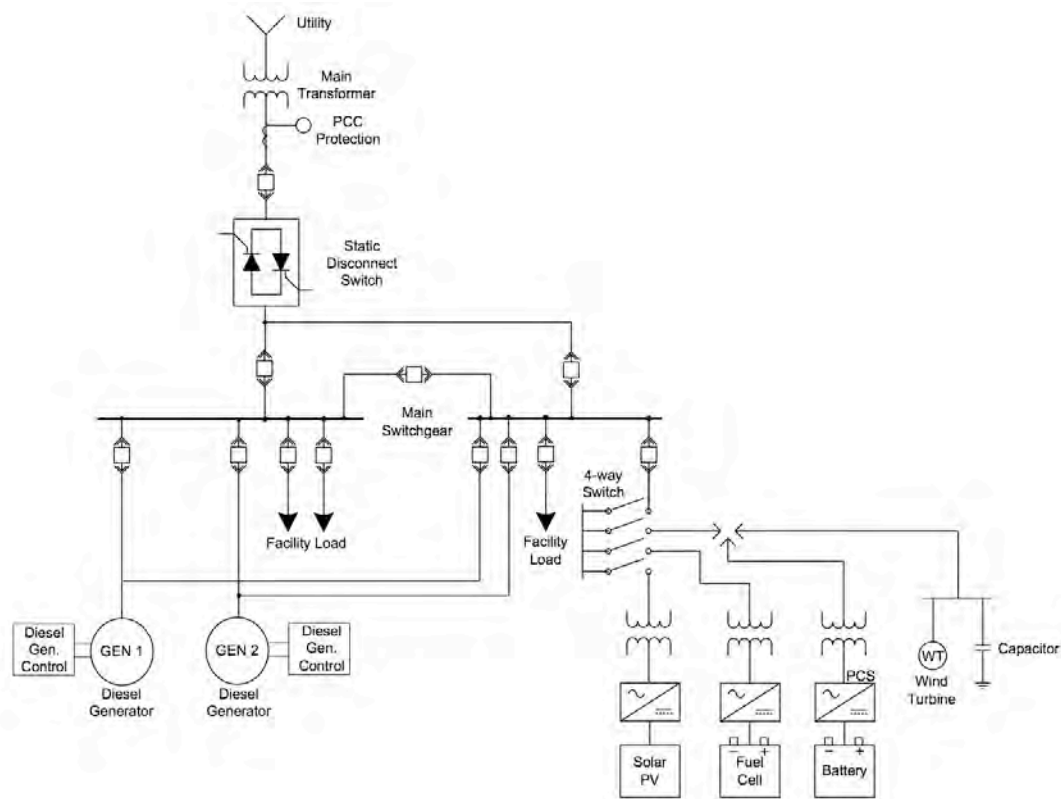 Utility
Main
Transformer
PCC
Protection
Static
Disconnect
Switch
Main
Switchgear
4-way
Switch
Facility Load
Facility
Load
Diesel
Gen.
Control
GEN 1
Diesel
Generator
GEN 2
Diesel
Generator
Diesel
Gen.
Control
PCS
WT
Wind
Turbine
Capacitor
Solar
PV
− +
Fuel
Cell
− +
Battery